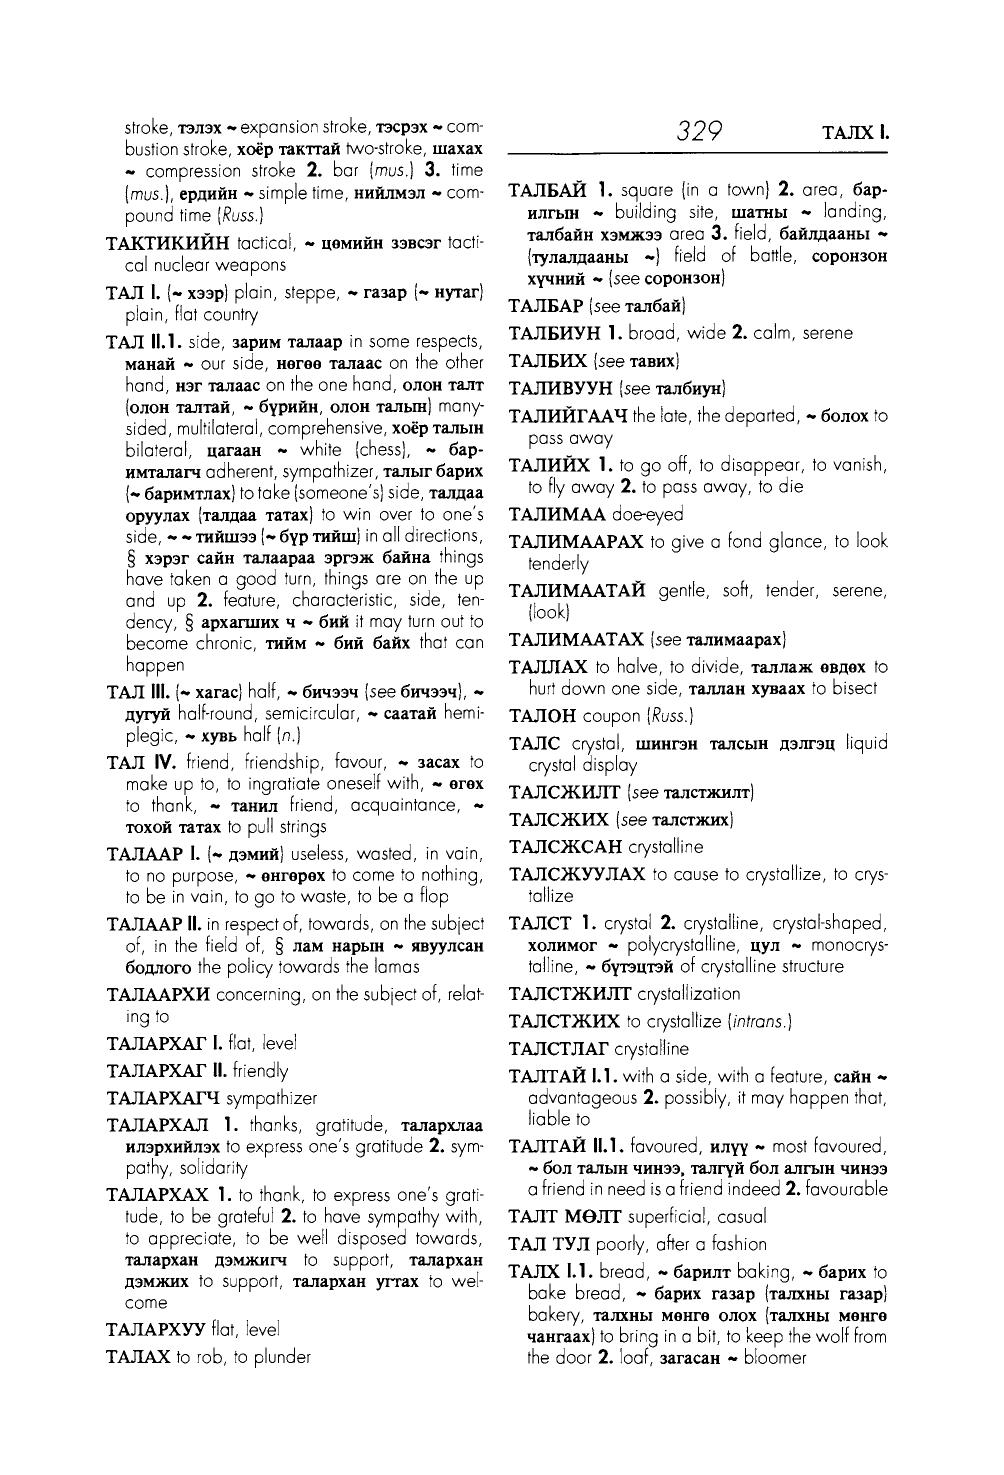 stroke, тэлэх ~ expansion stroke, тэсрэх ~ com-
bustion stroke, хоёр такттай two-stroke, шахах
~ compression stroke 2. bar (mus.) 3. time
(mus.), ердийн ~ simple time, нийлмэл ~ com-
pound time (Russ.)
ТАКТИКИЙН tactical, ~ цөмийн зэвсэг tacti-
cal nuclear weapons
ТАЛ I. (~ хээр) plain, steppe, ~ газар (~ нутаг)
plain, flat country
ТАЛ II.1. side, зарим талаар in some respects,
манай ~ our side, нөгөө талаас on the other
hand, нэг талаас on the one hand, олон талт
(олон талтай, ~ бүрийн, олон талын) many-
sided, multilateral, comprehensive, хоёр талын
bilateral, цагаан ~ white (chess), ~ бар-
имталагч adherent, sympathizer, талыг барих
(~ баримтлах) to take (someone's) side, талдаа
оруулах (талдаа татах) to win over to one's
side, ~ ~ тийшээ (~ бүр тийш) in all directions,
§ хэрэг сайн талаараа эргэж байна things
have taken a good turn, things are on the up
and up 2. feature, characteristic, side, ten-
dency, § архагших ч ~ бий it may turn out to
become chronic, тийм ~ бий байх that can
happen
ТАЛ III. (~ хагас) half, ~ бичээч (see бичээч), ~
дугуй half-round, semicircular, ~ саатай hemi-
plegic, ~ хувь half (n.)
ТАЛ IV. friend, friendship, favour, ~ засах to
make up to, to ingratiate oneself with, ~ өгөх
to thank, ~ танил friend, acquaintance, ~
тохой татах to pull strings
ТАЛААР I. (~ дэмий) useless, wasted, in vain,
to no purpose, ~ өнгөрөх to come to nothing,
to be in vain, to go to waste, to be a flop
ТАЛААР II. in respect of, towards, on the subject
of, in the field of, § лам нарын ~ явуулсан
бодлого the policy towards the lamas
ТАЛААРХИ concerning, on the subject of, relat-
ing to
ТАЛАРХАГ I. flat, level
ТАЛАРХАГ II. friendly
ТАЛАРХАГЧ sympathizer
ТАЛАРХАЛ 1. thanks, gratitude, талархлаа
илэрхийлэх to express one's gratitude 2. sym-
pathy, solidarity
ТАЛАРХАХ 1. to thank, to express one's grati-
tude, to be grateful 2. to have sympathy with,
to appreciate, to be well disposed towards,
талархан дэмжигч to support, талархан
дэмжих to support, талархан угтах to wel-
come
ТАЛАРХУУ flat, level
ТАЛАХ to rob, to plunder
329 ТАЛХ I.
ТАЛБАЙ 1. square (in a town) 2. area, бар-
илгын ~ building site, шатны ~ landing,
талбайн хэмжээ area 3. field, байлдааны ~
(тулалдааны ~) field of battle, соронзон
хүчний ~ (see соронзон)
ТАЛБАР (see талбай)
ТАЛБИУН 1. broad, wide 2. calm, serene
ТАЛБИХ (see тавих)
ТАЛИВУУН (see талбиун)
ТАЛИЙГААЧ the late, the departed, ~ болох to
pass away
ТАЛИЙХ 1. to go off, to disappear, to vanish,
to fly away 2. to pass away, to die
ТАЛИМАА doe-eyed
ТАЛИМААРАХ to give a fond glance, to look
tenderly
ТАЛИМААТАЙ gentle, soft, tender, serene,
(look)
ТАЛИМААТАХ (see талимаарах)
ТАЛЛАХ to halve, to divide, таллаж өвдөх to
hurt down one side, таллан хуваах to bisect
ТАЛОН coupon (Russ.)
ТАЛС crystal, шингэн талсын дэлгэц liquid
crystal display
ТАЛСЖИЛТ (see талстжилт)
ТАЛСЖИХ (see талстжих)
ТАЛСЖСАН crystalline
ТАЛСЖУУЛАХ to cause to crystallize, to crys-
tallize
ТАЛСТ 1. crystal 2. crystalline, crystal-shaped,
холимог ~ polycrystalline, цул ~ monocrys-
talline, ~ бүтэцтэй of crystalline structure
ТАЛСТЖИЛТ crystallization
ТАЛСТЖИХ to crystallize (intrans.)
ТАЛСТЛАГ crystalline
ТАЛТАЙ I.1. with a side, with a feature, сайн ~
advantageous 2. possibly, it may happen that,
liable to
ТАЛТАЙ II.1. favoured, илүү ~ most favoured,
~ бол талын чинээ, талгүй бол алгын чинээ
a friend in need is a friend indeed 2. favourable
ТАЛТ МӨЛТ superficial, casual
ТАЛ ТУЛ poorly, after a fashion
ТАЛХ I.1. bread, ~ барилт baking, ~ барих to
bake bread, ~ барих газар (талхны газар)
bakery, талхны мөнгө олох (талхны мөнгө
чангаах) to bring in a bit, to keep the wolf from
the door 2. loaf, загасан ~ bloomer